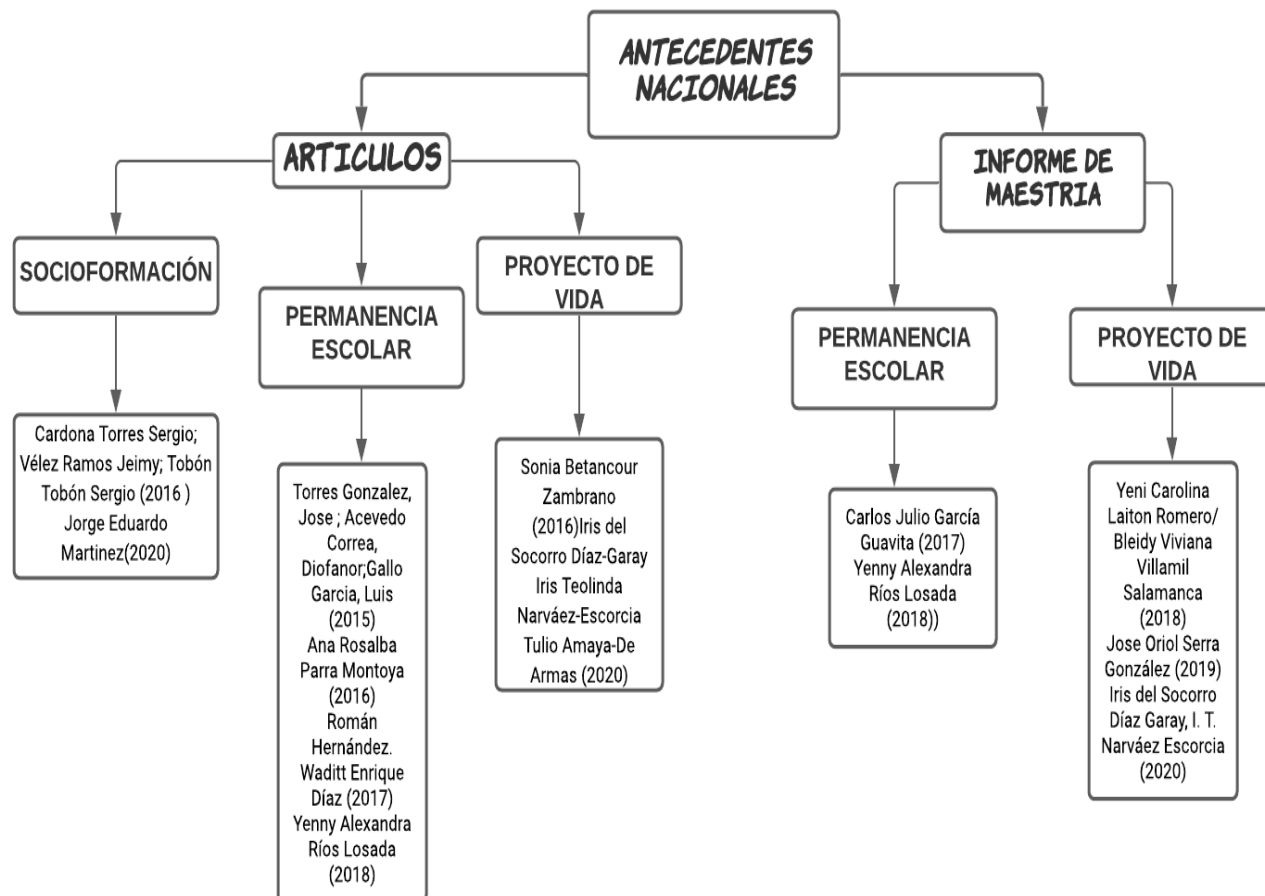 ANTECEDENTES
NACIONALES
ARTICULOS
SOCIOFORMACIÓN
Cardona Torres Sergio;
Vélez Ramos Jeimy; Tobón
Tobón Sergio (2016 )
Jorge Eduardo
Martinez(2020)
PERMANENCIA
ESCOLAR
Torres Gonzalez,
Jose ; Acevedo
Correa,
Diofanor;Gallo
Garcia, Luis
(2015)
Ana Rosalba
Parra Montoya
(2016)
Román
Hernández.
Waditt Enrique
Díaz (2017)
Yenny Alexandra
Ríos Losada
(2018)
PROYECTO DE
VIDA
Sonia Betancour
Zambrano
(2016)Iris del
Socorro Díaz-Garay
Iris Teolinda
Narváez-Escorcia
Tulio Amaya-De
Armas (2020)
INFORME DE
MAESTRIA
PERMANENCIA
ESCOLAR
Carlos Julio García
Guavita (2017)
Yenny Alexandra
Ríos Losada
(2018))
PROYECTO DE
VIDA
Yeni Carolina
Laiton Romero/
Bleidy Viviana
Villamil
Salamanca
(2018)
Jose Oriol Serra
González (2019)
Iris del Socorro
Díaz Garay, I. T.
Narváez Escorcia
(2020)